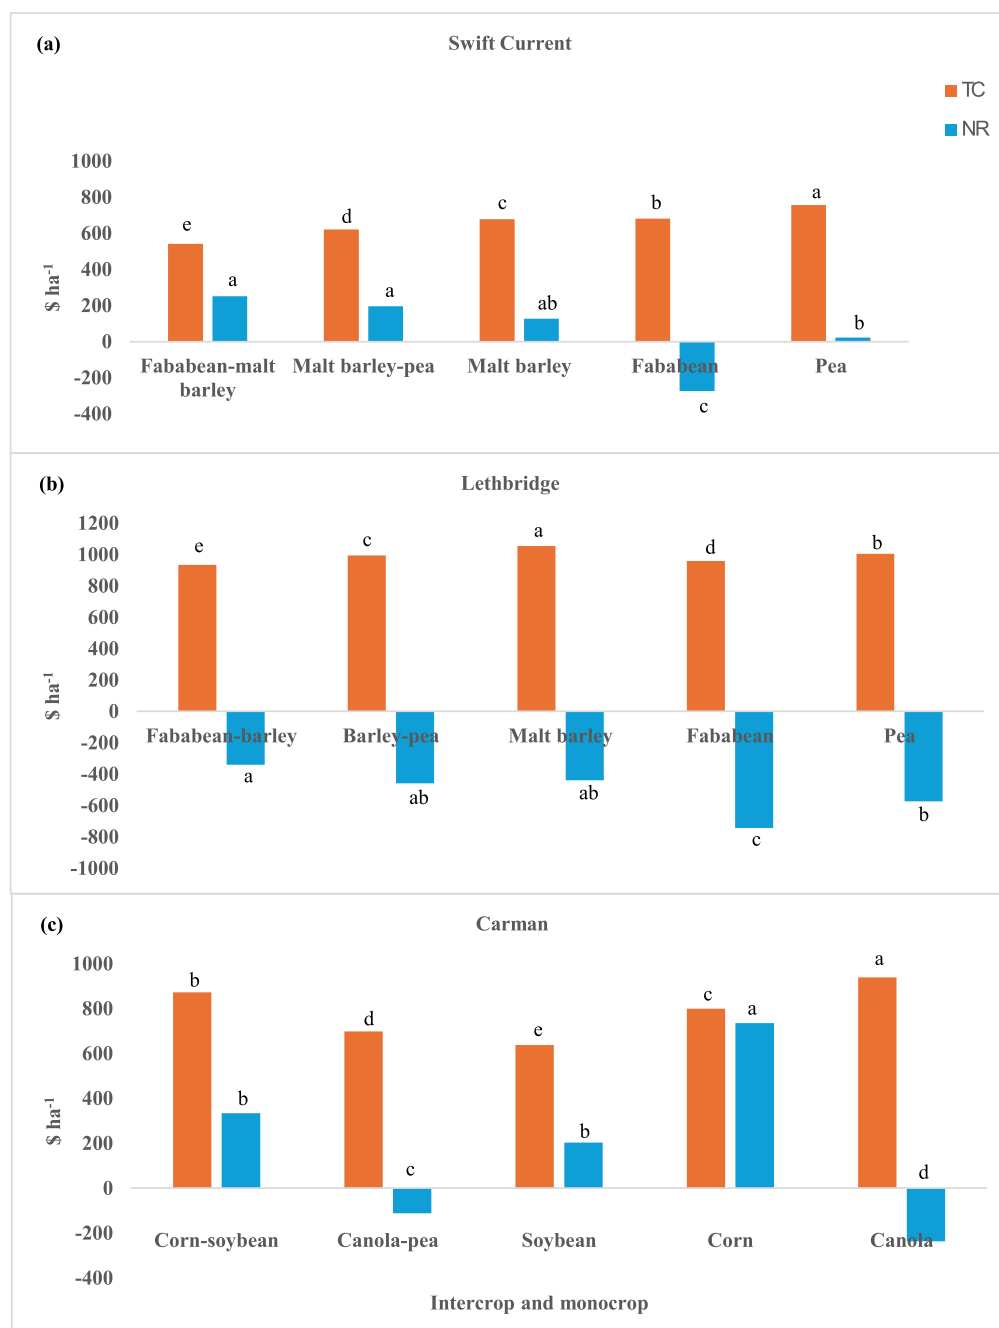 (a)
Swift Current
TC
NR
1000
800
600
400
200
0
-200
-400
$ ha-1
e
a
d
a
c
ab
b
c
a
b
Fababean-malt barley
Malt barley-pea
Malt barley
Fababean
Pea
(b)
Lethbridge
1200
1000
800
600
400
200
0
-200
-400
-600
-800
-1000
$ ha-1
e
a
c
ab
a
ab
d
c
b
b
Fababean-barley
Barley-pea
Malt barley
Fababean
Pea
(c)
Carman
1000
800
600
400
200
0
-200
-400
$ ha-1
b
b
d
c
e
b
c
a
a
d
Corn-soybean
Canola-pea
Soybean
Corn
Canola
Intercrop and monocrop